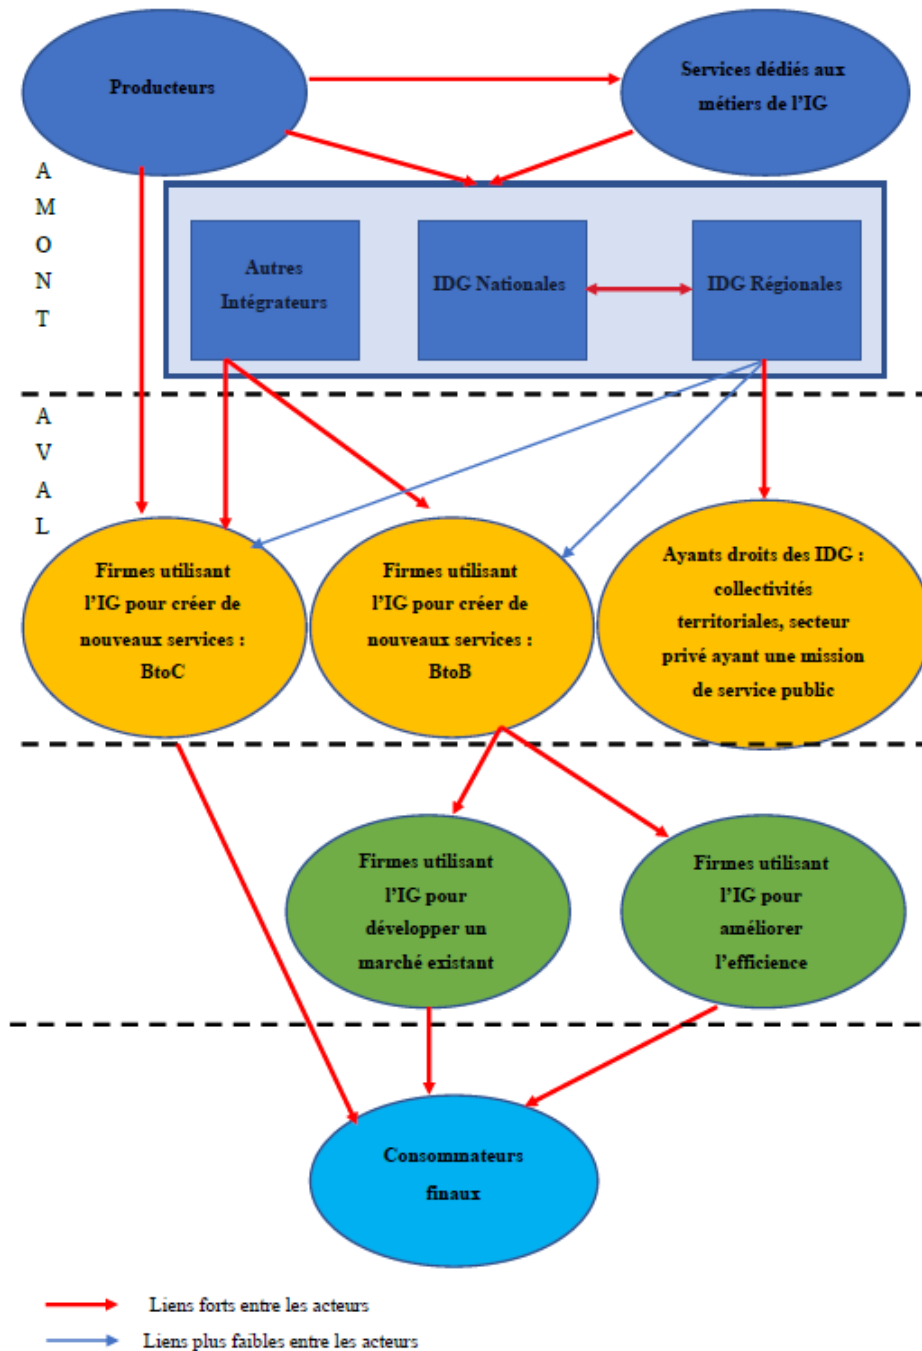 Producteurs
Services dédiés aux
métiers de l'IG
A
M
O
N
T
Autres
Intégrateurs
IDG Nationales
IDG Régionales
A
V
A
L
Firmes utilisant
l'IG pour créer de
nouveaux services :
BtoC
Firmes utilisant
l'IG pour créer de
nouveaux services :
BtoB
Ayants droits des IDG :
collectivités
territoriales, secteur
privé ayant une mission
de service public
Firmes utilisant
l'IG pour
développer un
marché existant
Firmes utilisant
l'IG pour
améliorer
l'efficience
Consommateurs
finaux
Liens forts entre les acteurs
Liens plus faibles entre les acteurs